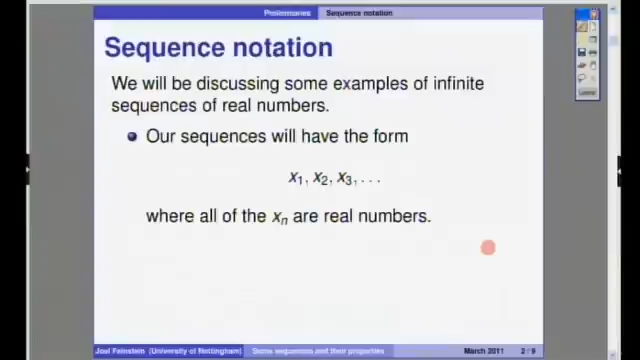 Preliminaries Sequence notation
Sequence notation
We will be discussing some examples of infinite
sequences of real numbers.
Our sequences will have the form
x1, x2, x3, . . .
where all of the xn are real numbers.
Joel Feinstein (University of Nottingham) Some sequences and their properties March 2011 2 / 9